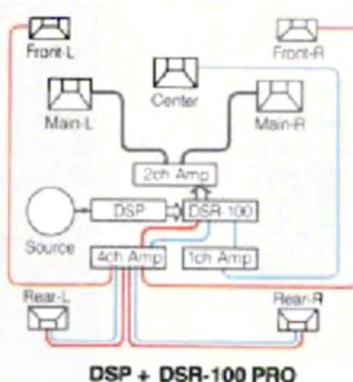 Front-L
Front-R
Center
Main-L
Main-R
2ch Amp
DSP
DSR-100
Source
4ch Amp
1ch Amp
Rear-L
Rear-R
DSP + DSR-100 PRO